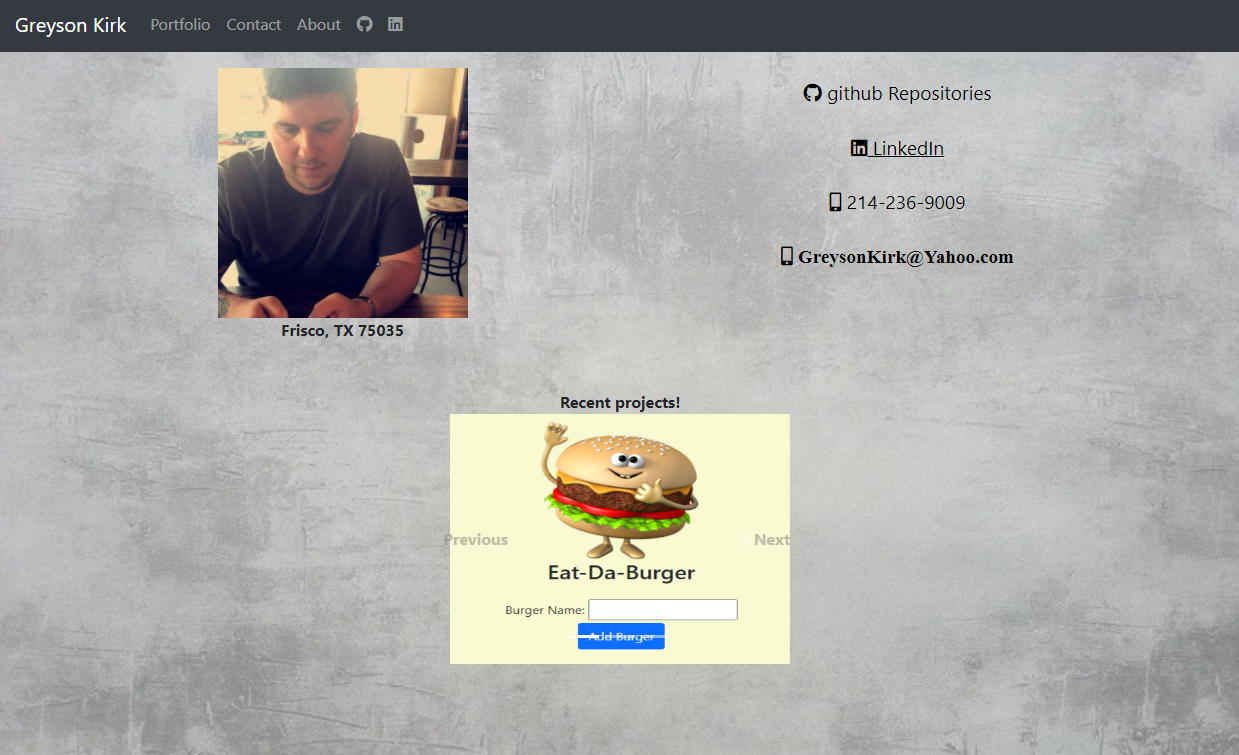 Greyson Kirk Portfolio Contact About
github Repositories
LinkedIn
214-236-9009
GreysonKirk@Yahoo.com
Frisco, TX 75035
Recent projects!
Previous
Next
Eat-Da-Burger
Burger Name:
Add Burger